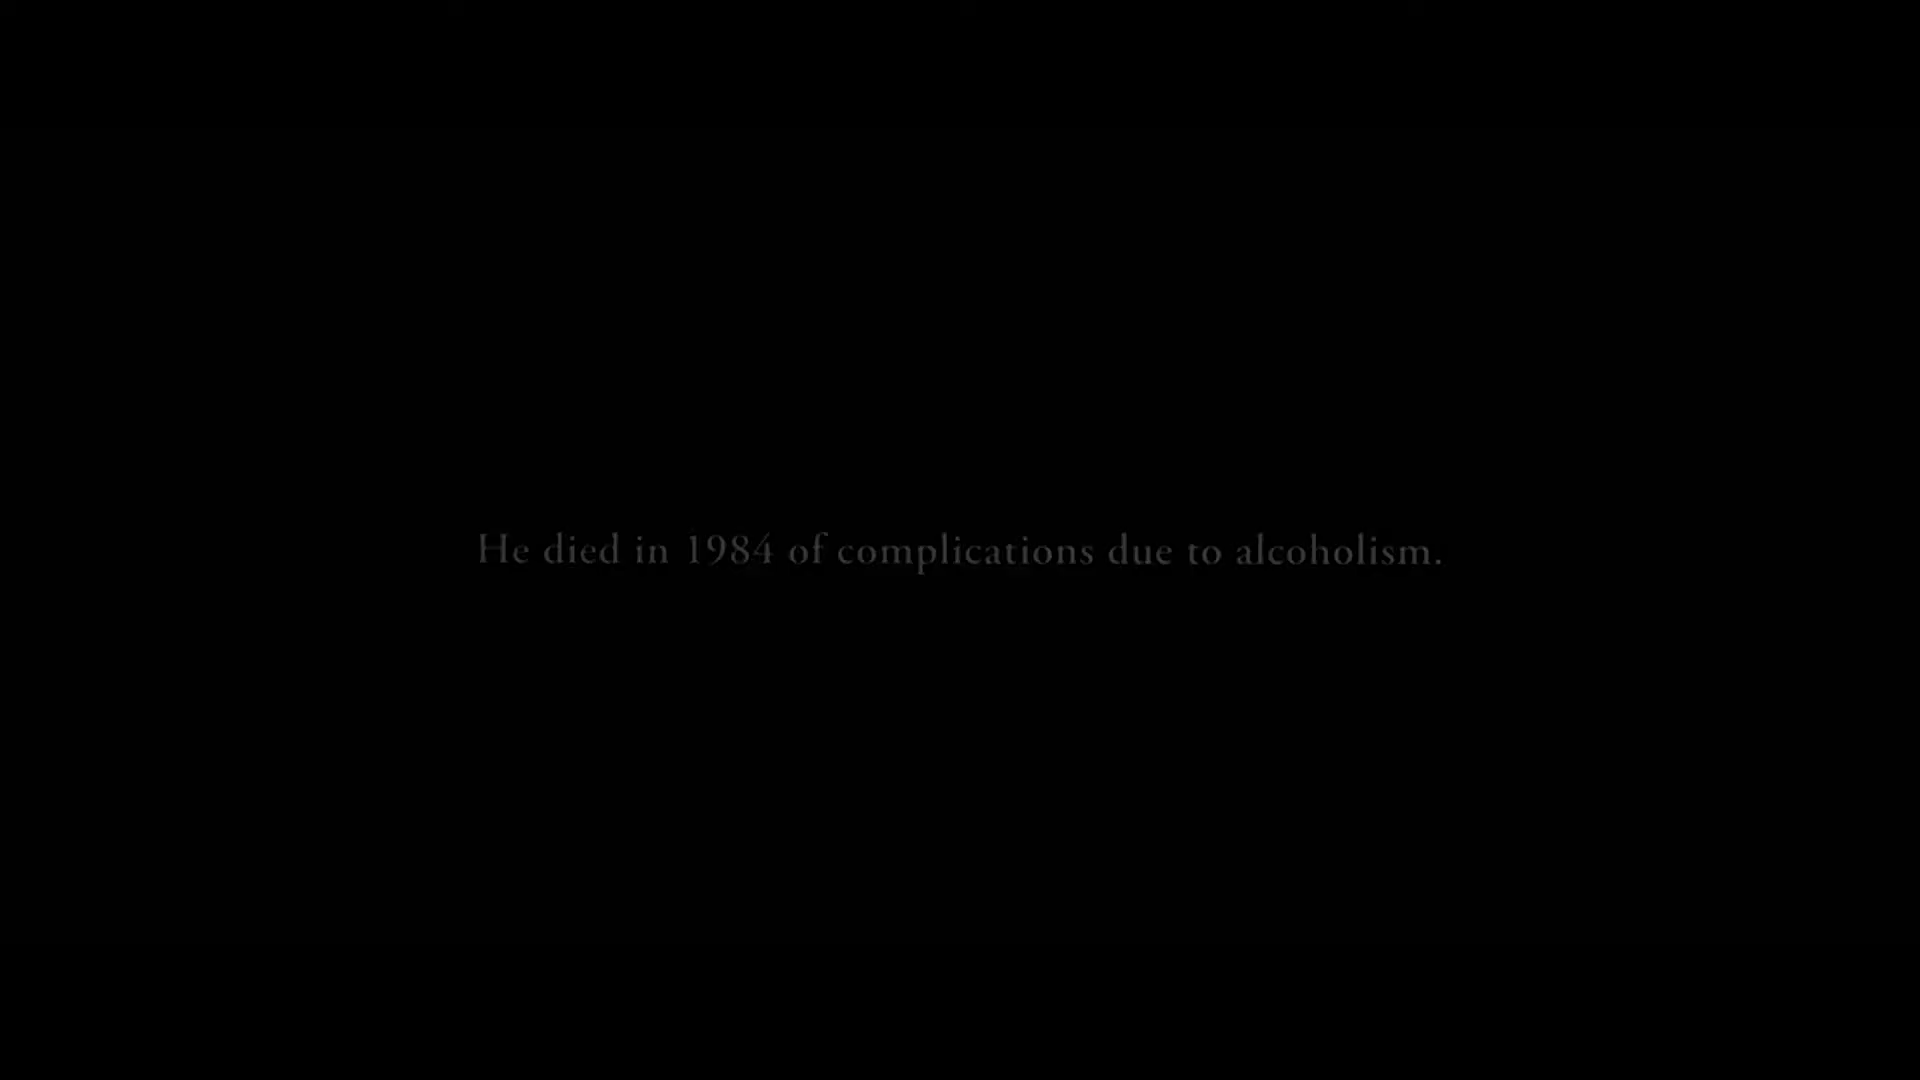 He died in 1984 of complications due to alcoholism.